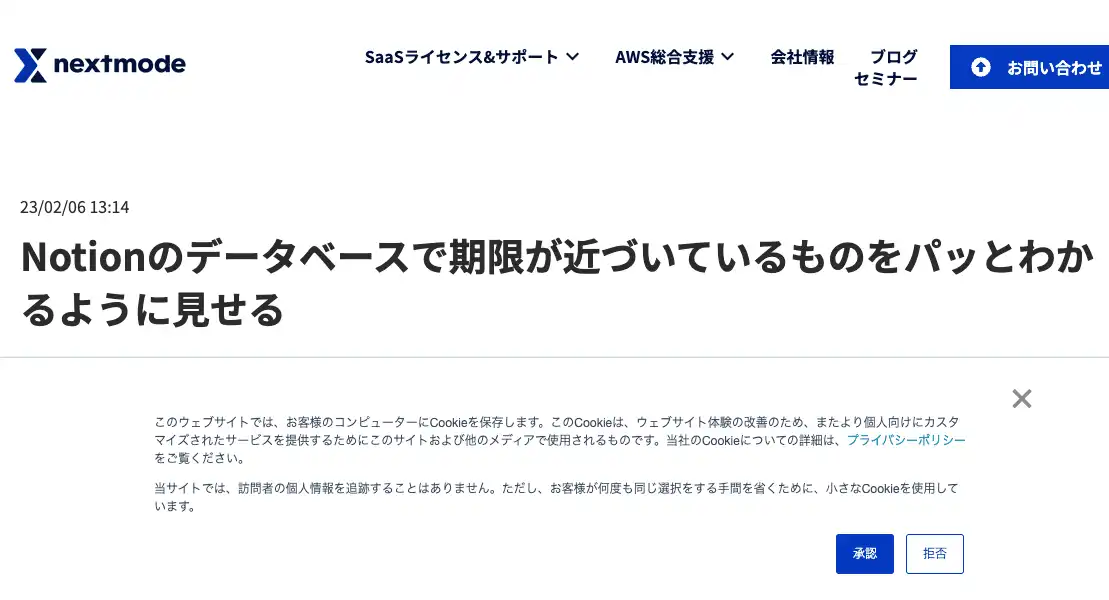 nextmode
SaaSライセンス&サポート
AWS総合支援
会社情報
ブログ
セミナー
お問い合わせ
23/02/06 13:14
Notionのデータベースで期限が近づいているものをパッとわか
るように見せる
このウェブサイトでは、お客様のコンピューターにCookieを保存します。このCookieは、ウェブサイト体験の改善のため、またより個人向けにカスタ
マイズされたサービスを提供するためにこのサイトおよび他のメディアで使用されるものです。当社のCookieについての詳細は、プライバシーポリシー
をご覧ください。
当サイトでは、訪問者の個人情報を追跡することはありません。ただし、お客様が何度も同じ選択をする手間を省くために、小さなCookieを使用して
います。
承認
拒否